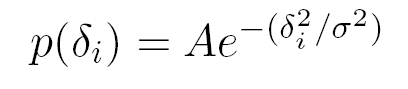 p(δ_i) = Ae^{-(δ_i^2/σ^2)}